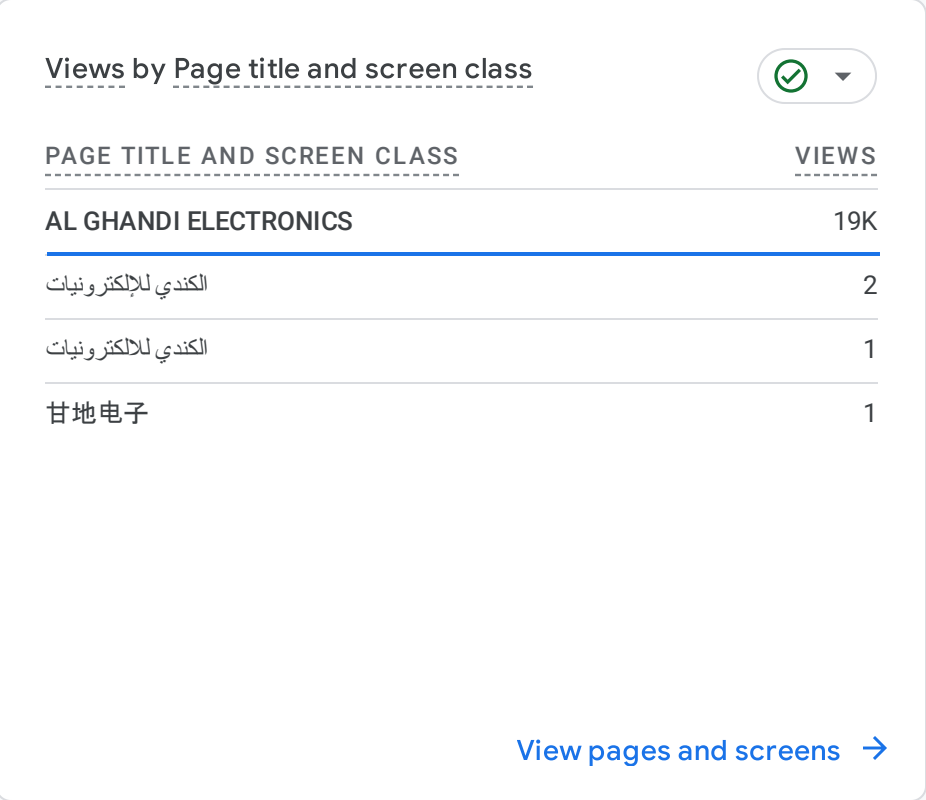 Views by Page title and screen class
PAGE TITLE AND SCREEN CLASS VIEWS
AL GHANDI ELECTRONICS 19K
الكندي للإلكترونيات 2
الكندي للالكترونيات 1
甘地电子 1
View pages and screens